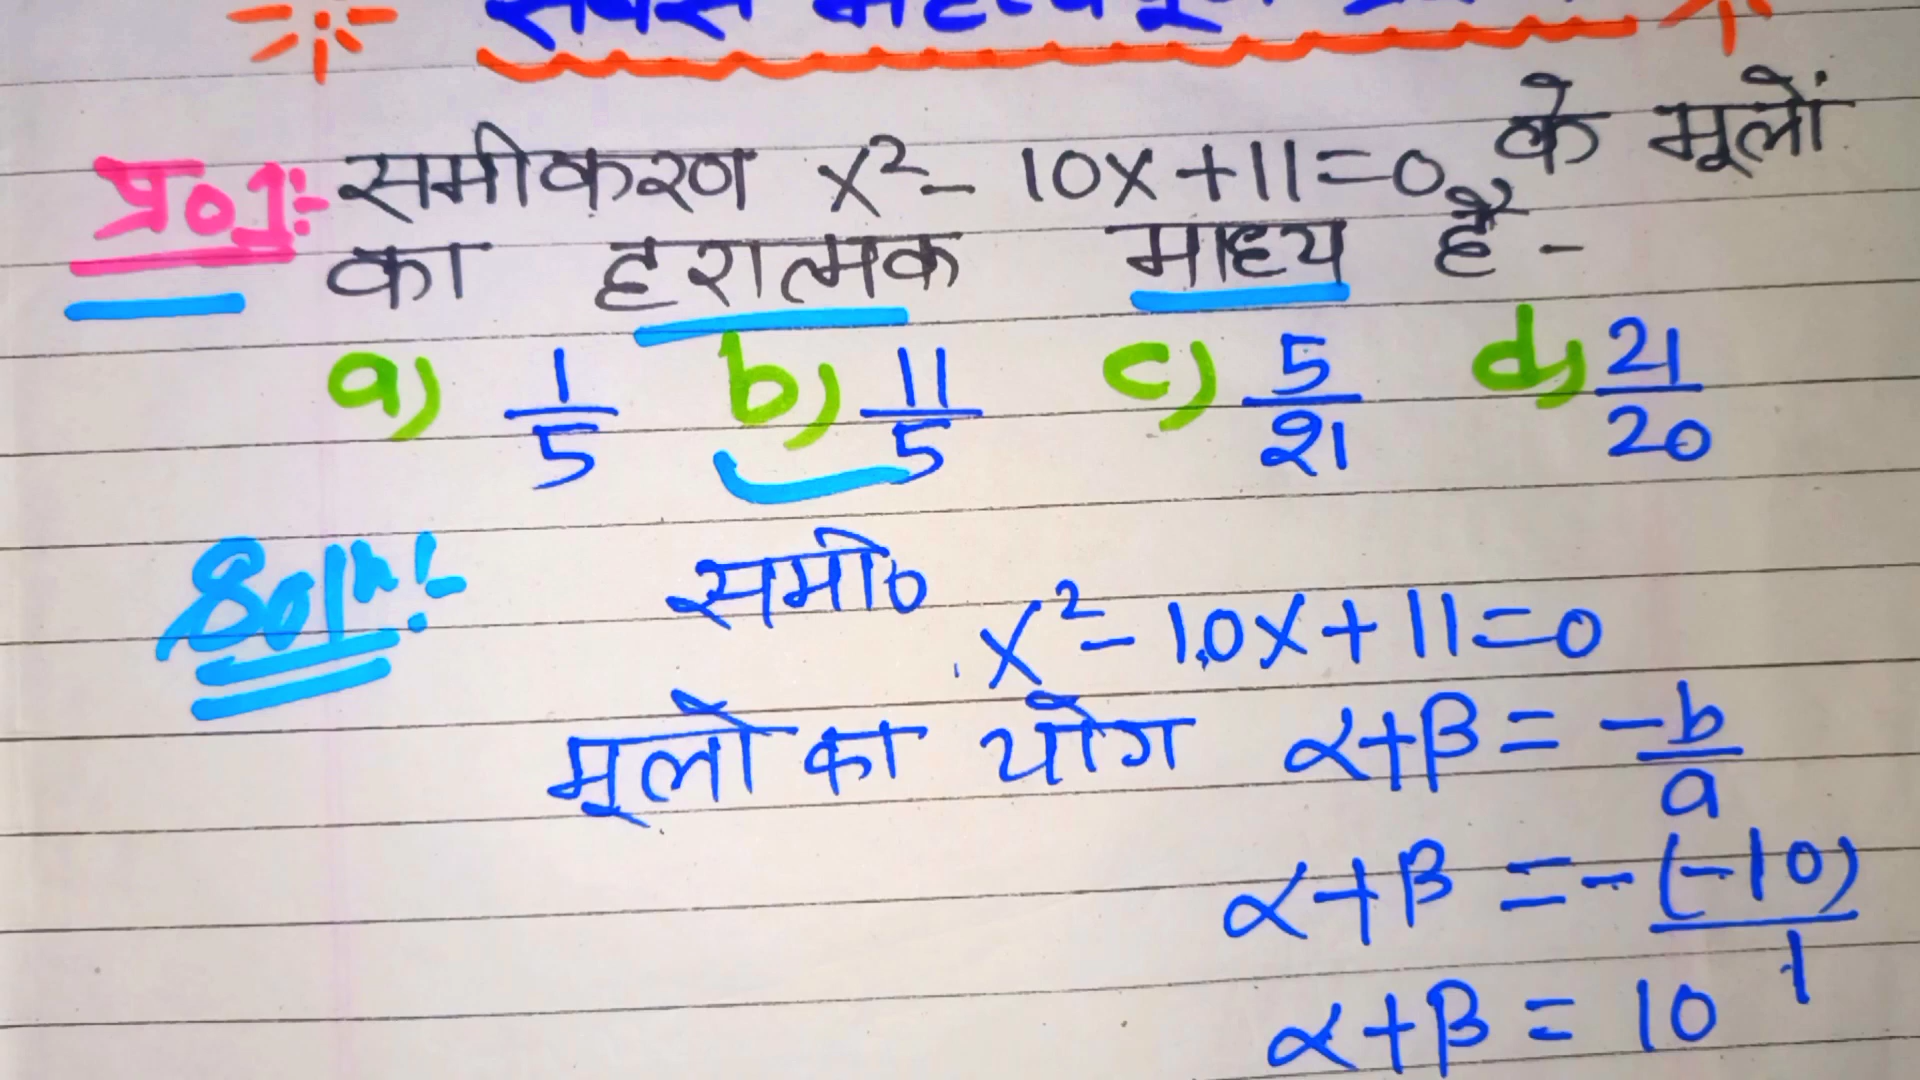 प्र०1:- समीकरण x² - 10x + 11 = 0 के मूलों
का हरात्मक माध्य है -
a) 1/5 b) 11/5 c) 5/21 d) 21/20
Solⁿ:- समी०
x² - 10x + 11 = 0
मूलो का योग α+β = -b/a
α+β = -(-10)/1
α+β = 10